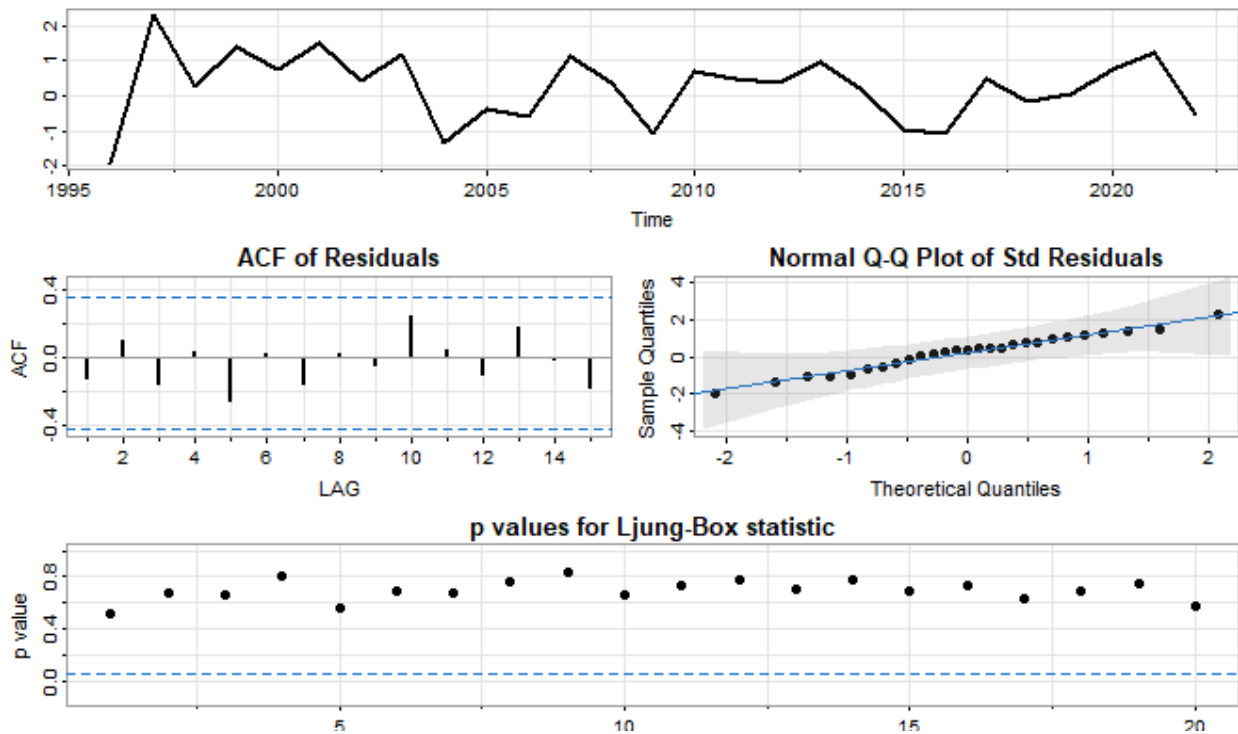 2
1
0
-1
-2
1995 2000 2005 2010 2015 2020
Time
ACF of Residuals
ACF
0.4
0.0
-0.4
2 4 6 8 10 12 14
LAG
Normal Q-Q Plot of Std Residuals
Sample Quantiles
4
2
0
-2
-4
-2 -1 0 1 2
Theoretical Quantiles
p values for Ljung-Box statistic
p value
0.8
0.4
0.0
5 10 15 20